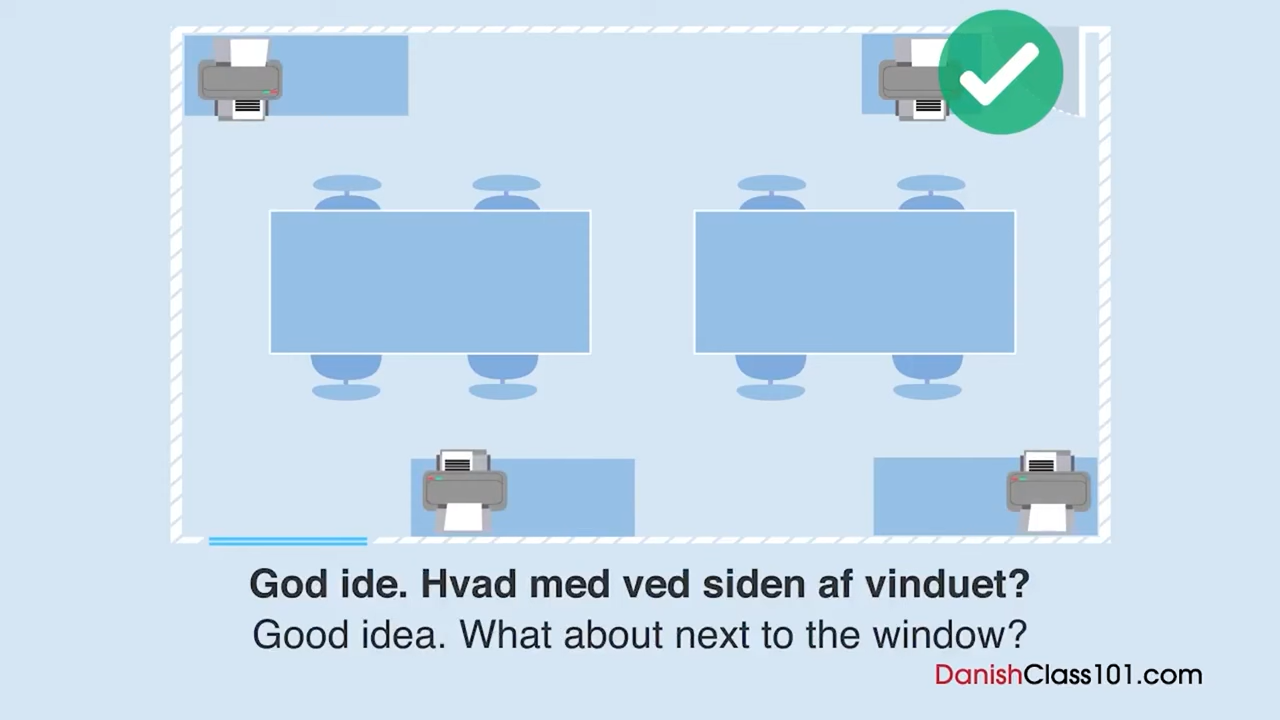 God ide. Hvad med ved siden af vinduet?
Good idea. What about next to the window?
DanishClass101.com